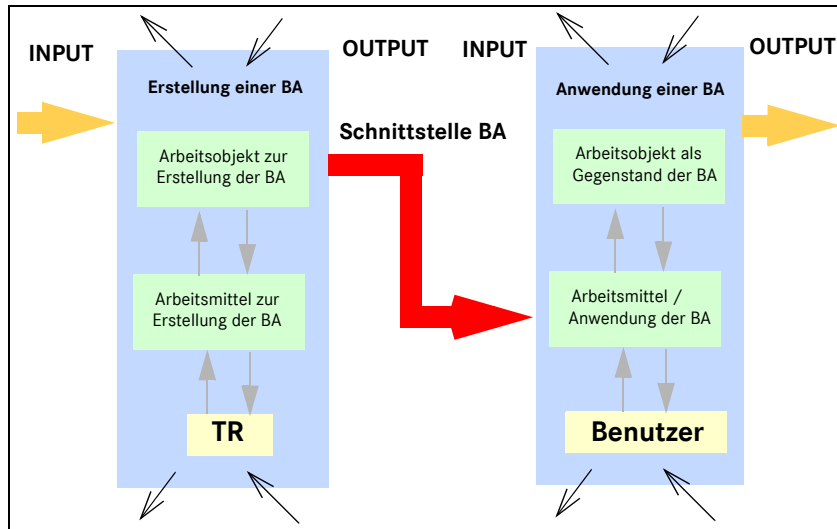 INPUT
OUTPUT
INPUT
OUTPUT
Erstellung einer BA
Anwendung einer BA
Schnittstelle BA
Arbeitsobjekt zur
Erstellung der BA
Arbeitsobjekt als
Gegenstand der BA
Arbeitsmittel zur
Erstellung der BA
Arbeitsmittel /
Anwendung der BA
TR
Benutzer